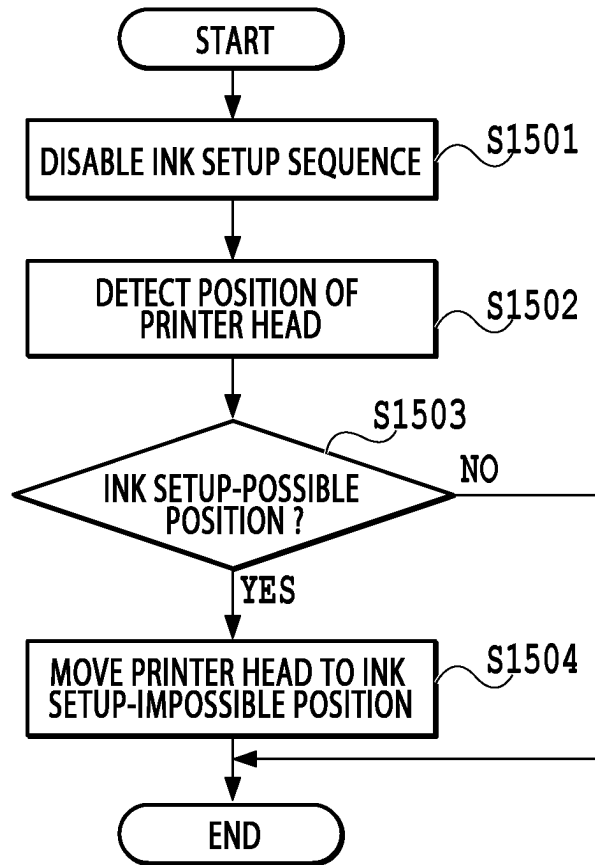 START
DISABLE INK SETUP SEQUENCE
S1501
DETECT POSITION OF
PRINTER HEAD
S1502
S1503
INK SETUP-POSSIBLE
POSITION ?
NO
YES
MOVE PRINTER HEAD TO INK
SETUP-IMPOSSIBLE POSITION
S1504
END